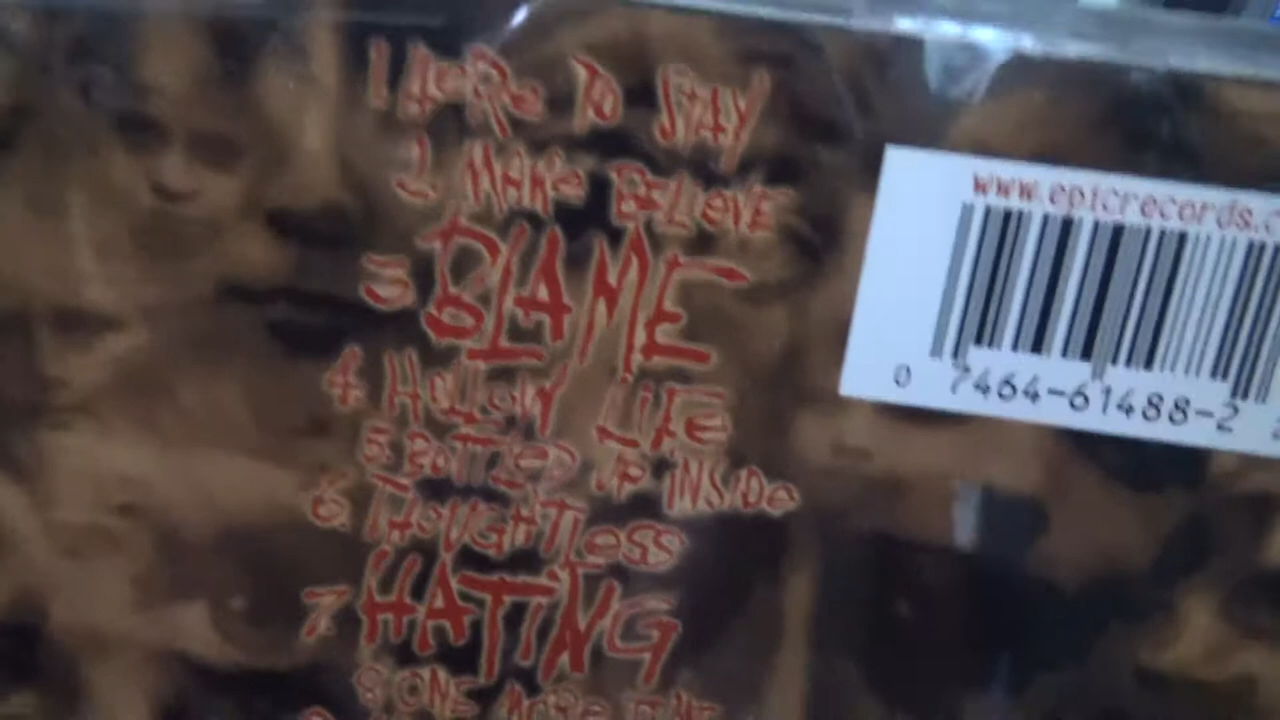 1 HeRe TO STAY
2. MAKe BELIeVE
3 BLAME
4. HolloW LiFe
5. BOTTLED UP INSiDe
6. THOUGHTLess
7. HATiNG
8 ONE MORe TIME
www.epicrecords.c
0 7464-61488-2